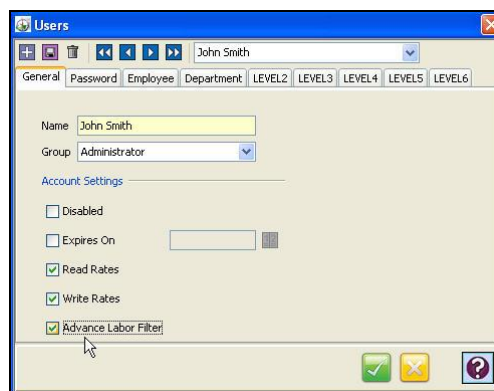 Users
John Smith
General Password Employee Department LEVEL2 LEVEL3 LEVEL4 LEVEL5 LEVEL6
Name John Smith
Group Administrator
Account Settings
Disabled
Expires On
Read Rates
Write Rates
Advance Labor Filter